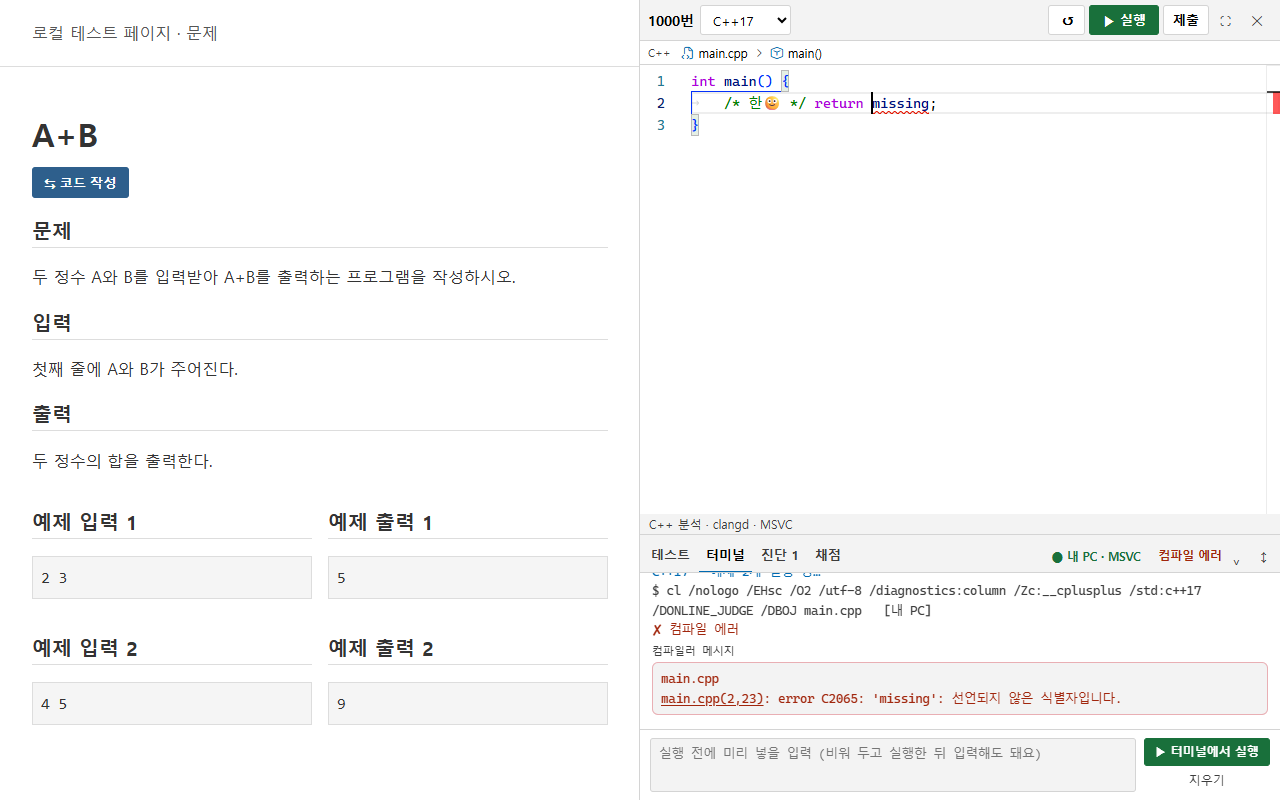 로컬 테스트 페이지 · 문제
A+B
⇆ 코드 작성
문제
두 정수 A와 B를 입력받아 A+B를 출력하는 프로그램을 작성하시오.
입력
첫째 줄에 A와 B가 주어진다.
출력
두 정수의 합을 출력한다.
예제 입력 1
2 3
예제 출력 1
5
예제 입력 2
4 5
예제 출력 2
9
1000번 C++17 ↺ ▶ 실행 제출
C++ main.cpp > main()
1 int main() {
2 /* 한🙂 */ return missing;
3 }
C++ 분석 · clangd · MSVC
테스트 터미널 진단 1 채점 ● 내 PC · MSVC 컴파일 에러
C++17 · 예제 2개 실행 중…
$ cl /nologo /EHsc /O2 /utf-8 /diagnostics:column /Zc:__cplusplus /std:c++17
/DONLINE_JUDGE /DBOJ main.cpp [내 PC]
✗ 컴파일 에러
컴파일러 메시지
main.cpp
main.cpp(2,23): error C2065: 'missing': 선언되지 않은 식별자입니다.
실행 전에 미리 넣을 입력 (비워 두고 실행한 뒤 입력해도 돼요)
▶ 터미널에서 실행
지우기